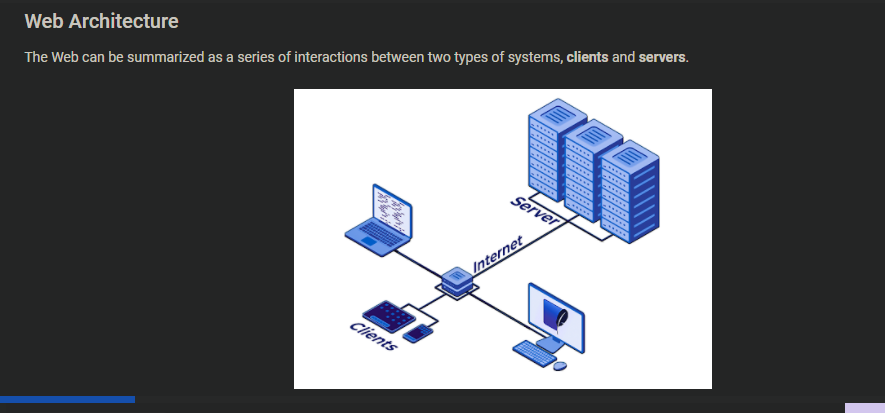 Web Architecture
The Web can be summarized as a series of interactions between two types of systems, clients and servers.
Server
Internet
Clients